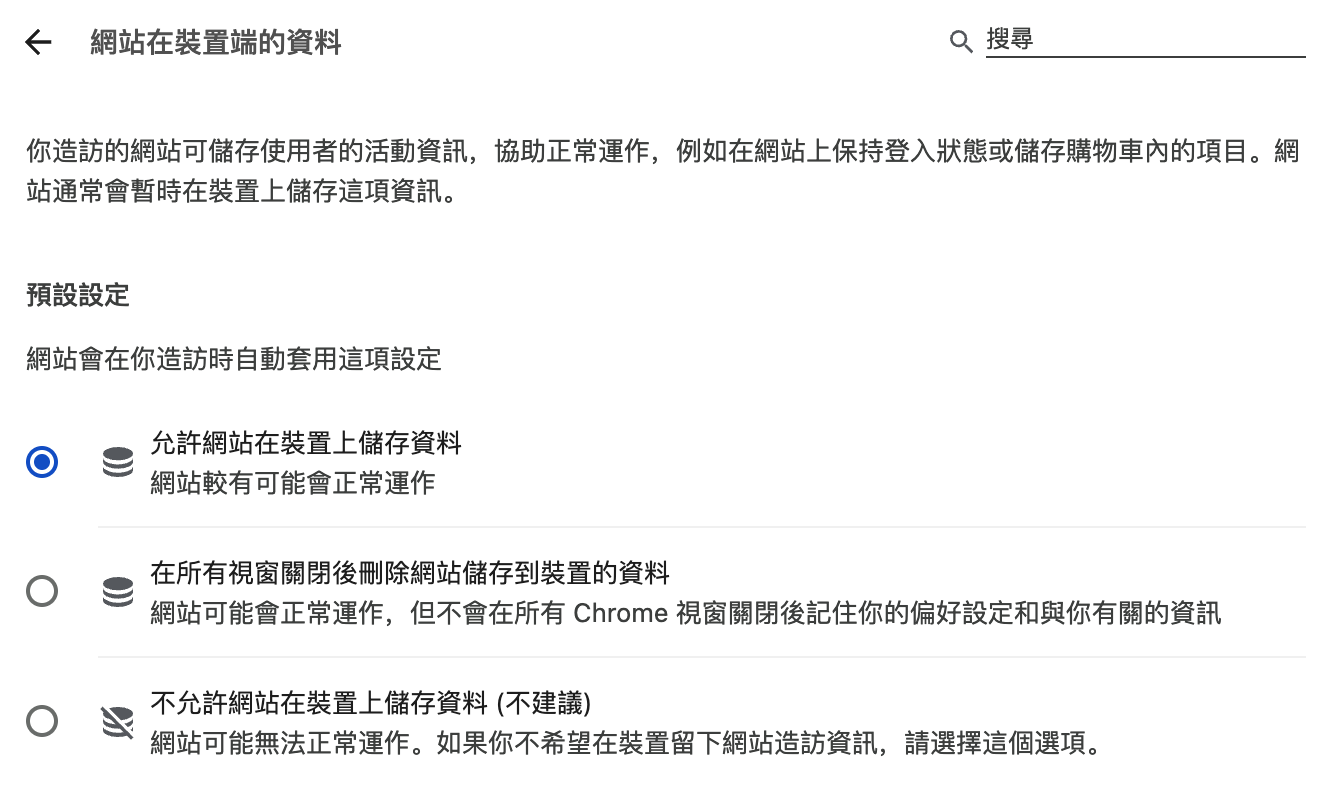 網站在裝置端的資料
搜尋
你造訪的網站可儲存使用者的活動資訊，協助正常運作，例如在網站上保持登入狀態或儲存購物車內的項目。網
站通常會暫時在裝置上儲存這項資訊。
預設設定
網站會在你造訪時自動套用這項設定
允許網站在裝置上儲存資料
網站較有可能會正常運作
在所有視窗關閉後刪除網站儲存到裝置的資料
網站可能會正常運作，但不會在所有 Chrome 視窗關閉後記住你的偏好設定和與你有關的資訊
不允許網站在裝置上儲存資料 (不建議)
網站可能無法正常運作。如果你不希望在裝置留下網站造訪資訊，請選擇這個選項。